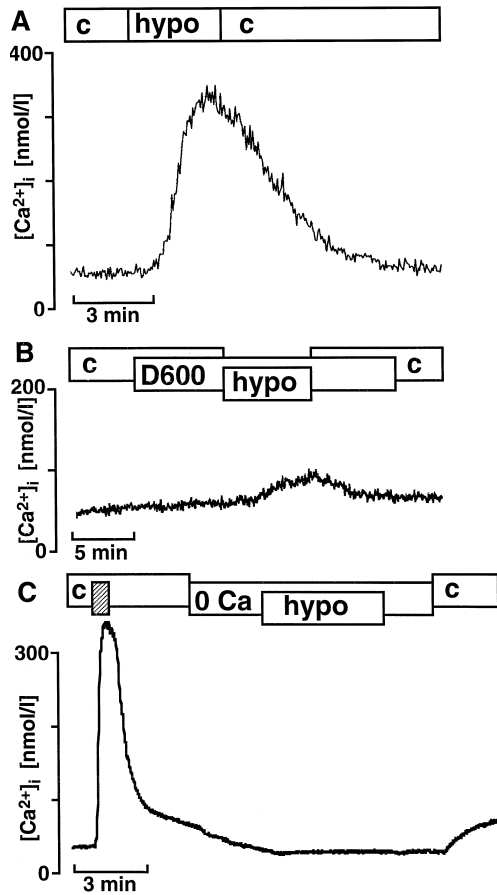 A
c hypo c
400
[Ca²⁺]ᵢ [nmol/l]
0
3 min
B
c D600 hypo c
200
[Ca²⁺]ᵢ [nmol/l]
0
5 min
C
c 0 Ca hypo c
300
[Ca²⁺]ᵢ [nmol/l]
0
3 min